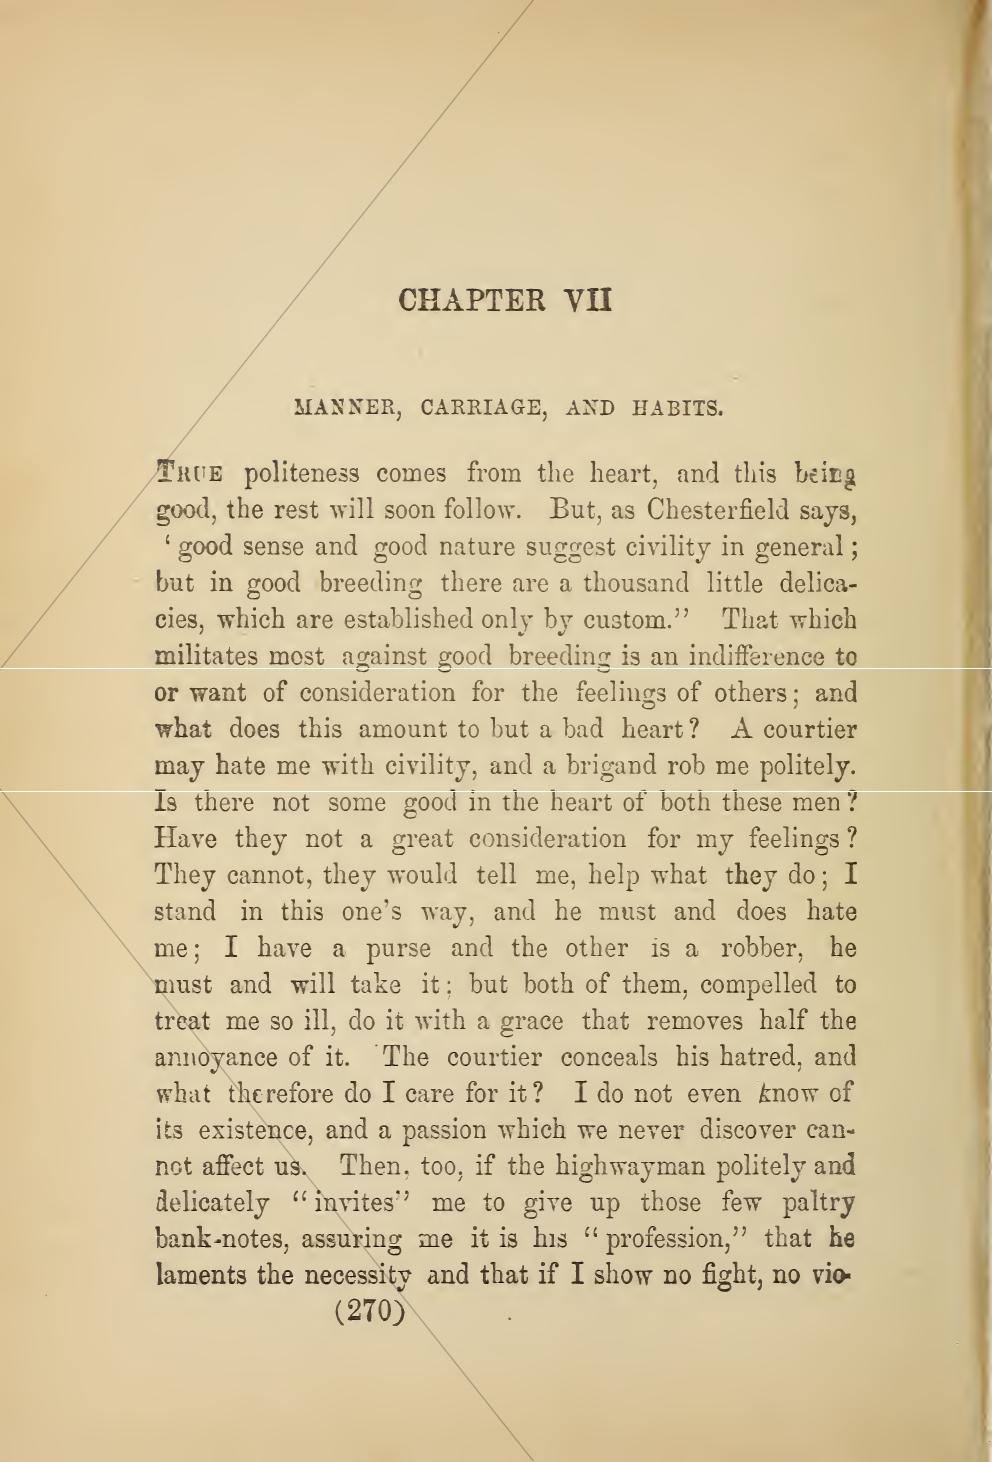 CHAPTER VII
MANNER, CARRIAGE, AND HABITS.
TRUE politeness comes from the heart, and this being
good, the rest will soon follow. But, as Chesterfield says,
‘ good sense and good nature suggest civility in general ;
but in good breeding there are a thousand little delica-
cies, which are established only by custom.” That which
militates most against good breeding is an indifference to
or want of consideration for the feelings of others ; and
what does this amount to but a bad heart ? A courtier
may hate me with civility, and a brigand rob me politely.
Is there not some good in the heart of both these men ?
Have they not a great consideration for my feelings ?
They cannot, they would tell me, help what they do ; I
stand in this one’s way, and he must and does hate
me ; I have a purse and the other is a robber, he
must and will take it ; but both of them, compelled to
treat me so ill, do it with a grace that removes half the
annoyance of it. The courtier conceals his hatred, and
what therefore do I care for it ? I do not even know of
its existence, and a passion which we never discover can-
not affect us. Then, too, if the highwayman politely and
delicately “ invites” me to give up those few paltry
bank-notes, assuring me it is his “ profession,” that he
laments the necessity and that if I show no fight, no vio-
(270)